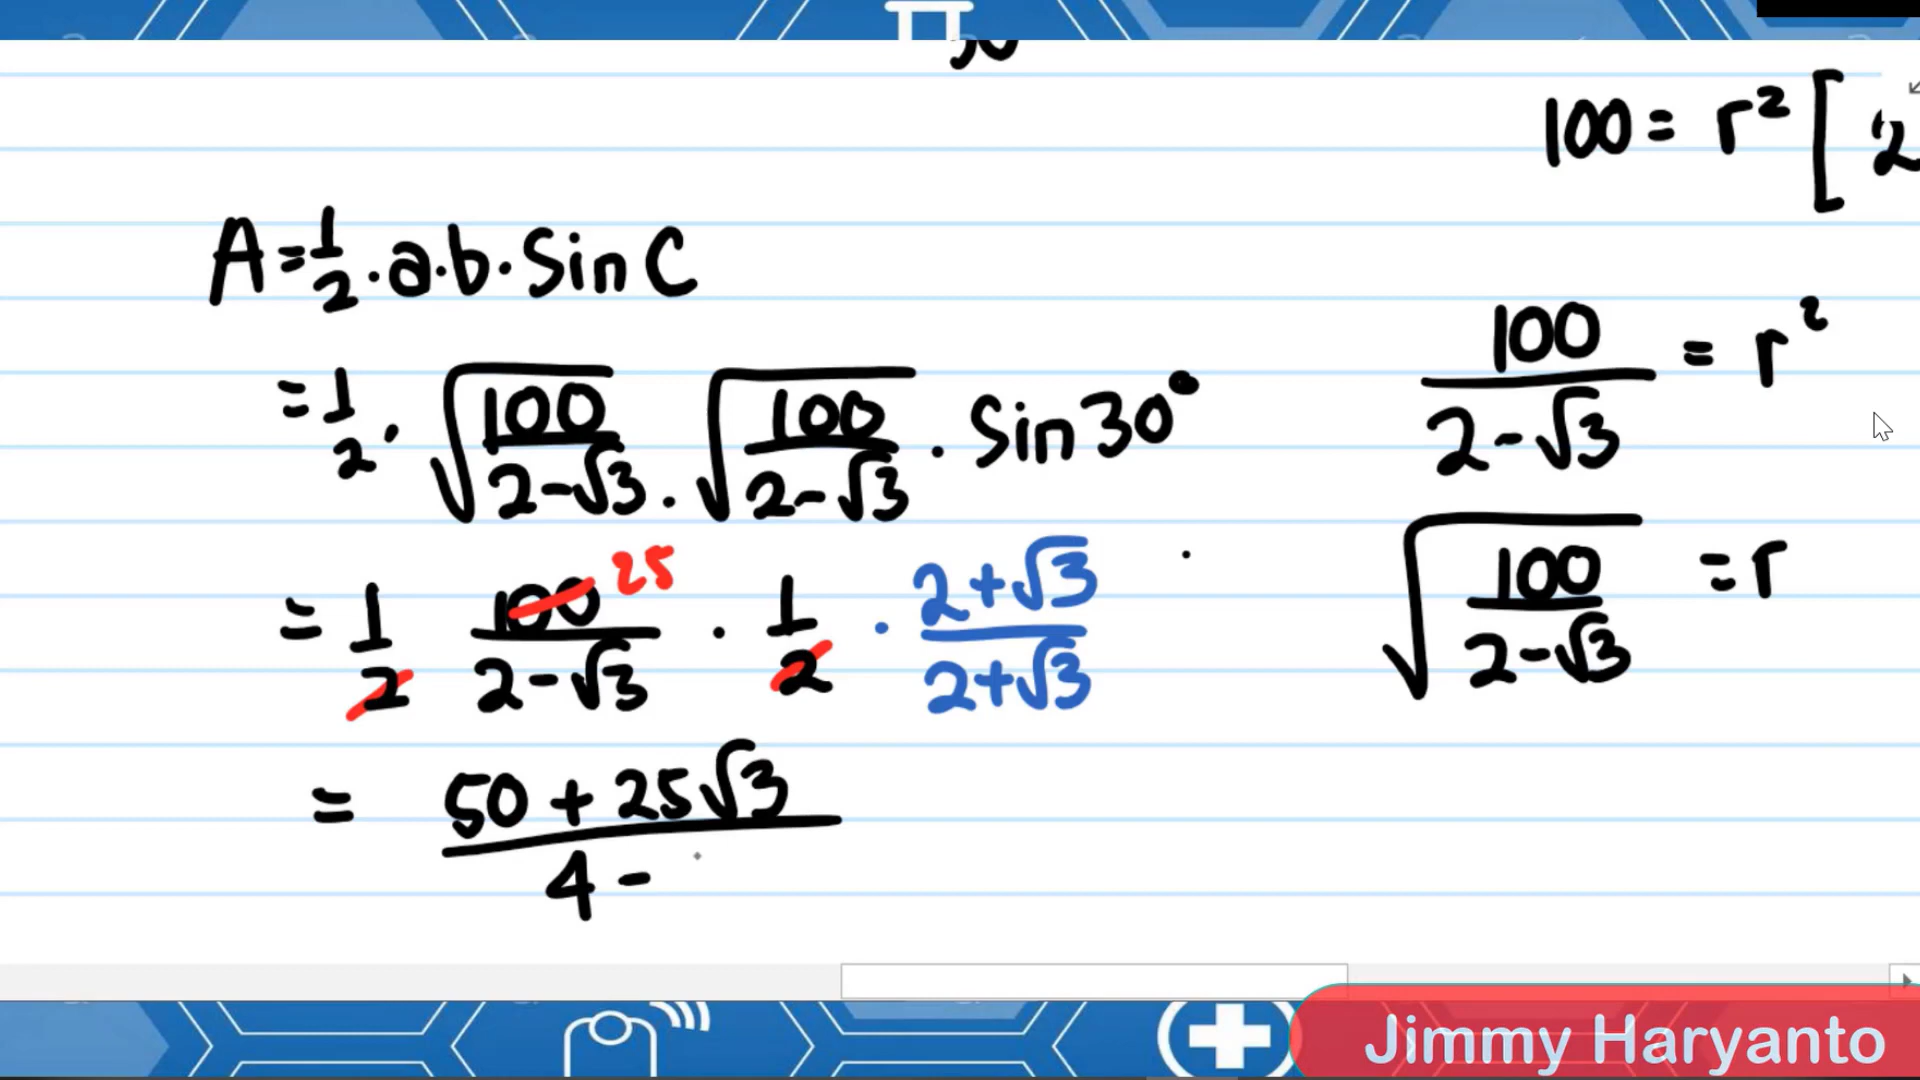 30
100 = r² [ 2
A = 1/2 · a · b · Sin C
= 1/2 · √(100/(2-√3)) · √(100/(2-√3)) · Sin 30°
= 1/2 100/(2-√3) 25 · 1/2 · (2+√3)/(2+√3)
= (50 + 25√3)/(4 -
100/(2-√3) = r²
√(100/(2-√3)) = r
Jimmy Haryanto